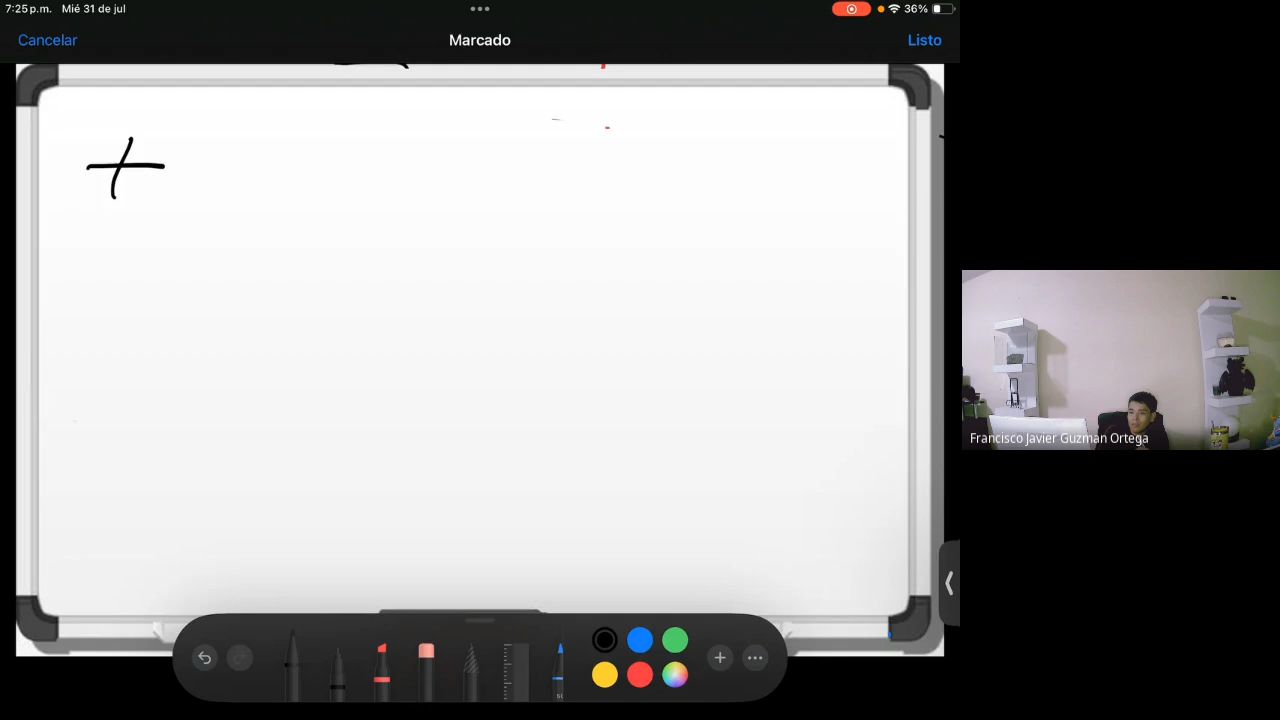 7:25 p.m. Mié 31 de jul
36%
Cancelar
Marcado
Listo
+
Francisco Javier Guzman Ortega